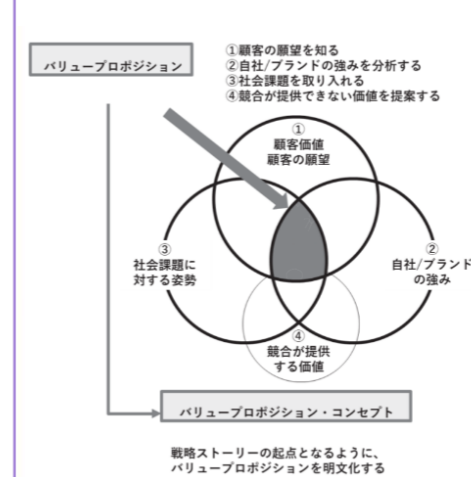 バリュープロポジション
①顧客の願望を知る
②自社/ブランドの強みを分析する
③社会課題を取り入れる
④競合が提供できない価値を提案する
①
顧客価値
顧客の願望
③
社会課題に
対する姿勢
②
自社/ブランド
の強み
④
競合が提供
する価値
バリュープロポジション・コンセプト
戦略ストーリーの起点となるように、
バリュープロポジションを明文化する